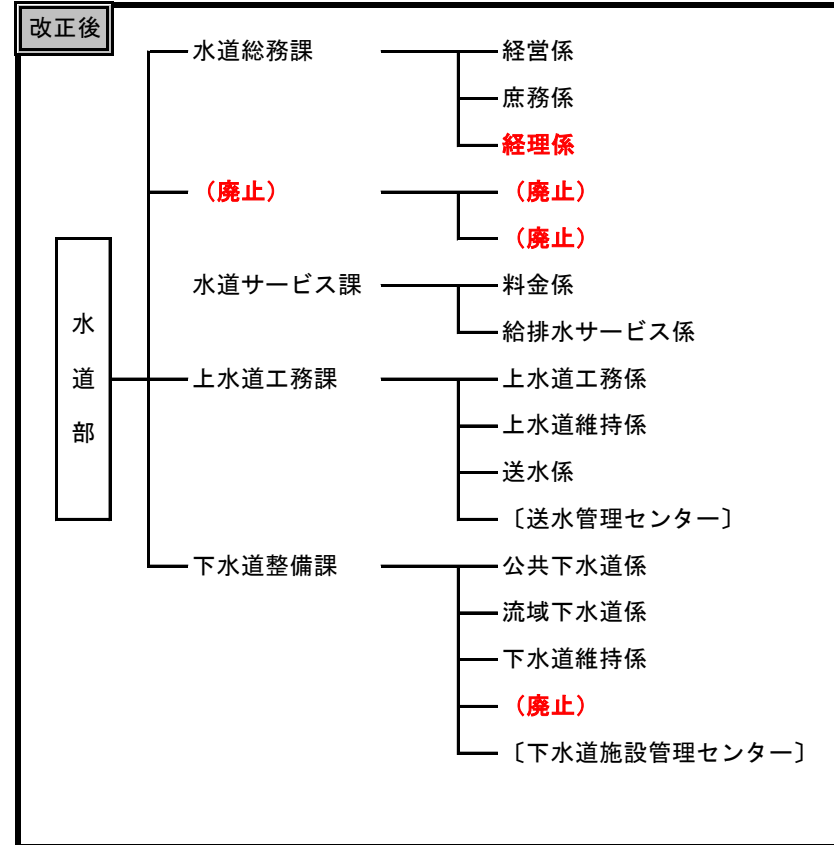 改正後
水道総務課 経営係
庶務係
経理係
（廃止） （廃止）
（廃止）
水道サービス課 料金係
給排水サービス係
水道部
上水道工務課 上水道工務係
上水道維持係
送水係
〔送水管理センター〕
下水道整備課 公共下水道係
流域下水道係
下水道維持係
（廃止）
〔下水道施設管理センター〕